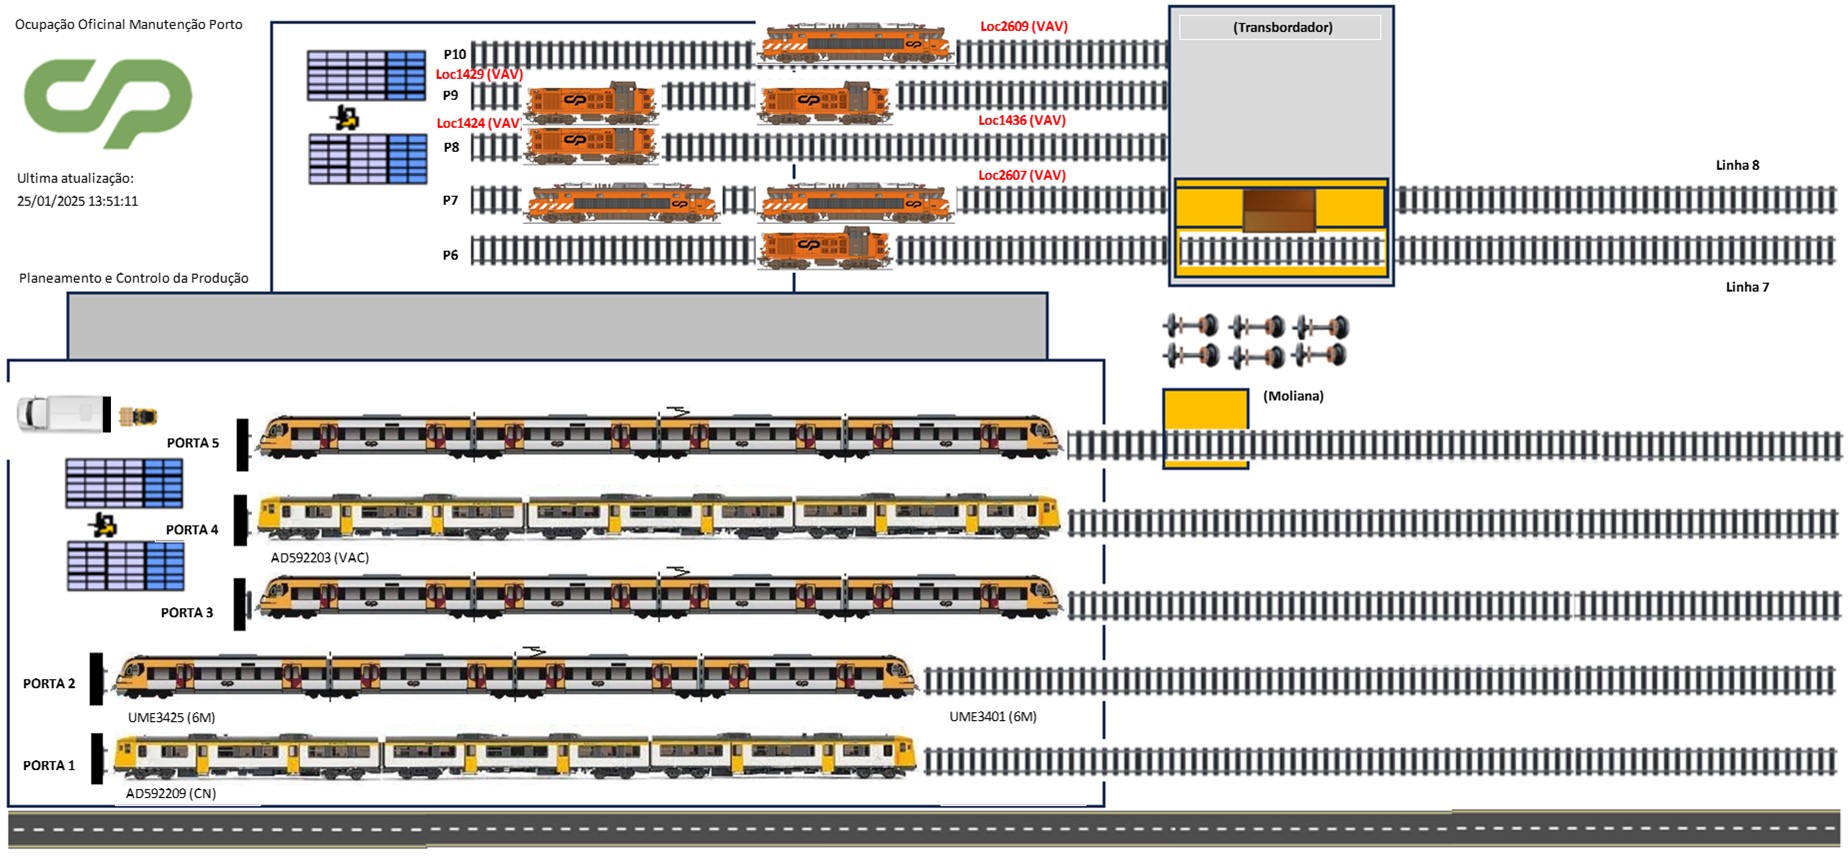 Ocupação Oficinal Manutenção Porto
Ultima atualização:
25/01/2025 13:51:11
Planeamento e Controlo da Produção
P10
Loc2609 (VAV)
Loc1429 (VAV)
P9
Loc1424 (VAV)
Loc1436 (VAV)
P8
Loc2607 (VAV)
P7
P6
(Transbordador)
Linha 8
Linha 7
(Moliana)
PORTA 5
PORTA 4
AD592203 (VAC)
PORTA 3
PORTA 2
UME3425 (6M)
UME3401 (6M)
PORTA 1
AD592209 (CN)